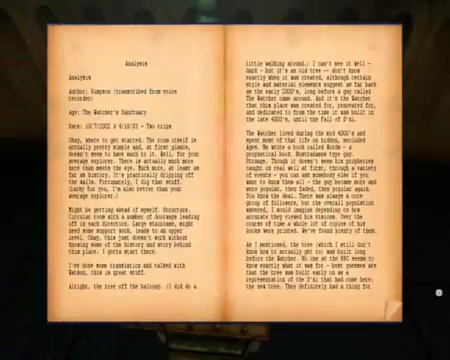 Analysis
Analysis
Author: Simpson (transcribed from voice
recorder)
Age: The Watcher's Sanctuary
Date: 10/7/2002 & 4/18/03 - Two trips
Okay, where to get started. The room itself is
actually pretty simple and, at first glance,
doesn't seem to have much to it. Well, for your
average explorer. There is actually much more
here than meets the eye. Much more, at least as
far as history. It's practically dripping off
the walls. Fortunately, I dig that stuff.
(Lucky for you, I'm also better than your
average explorer.)
Might be getting ahead of myself. Structure.
Circular room with a number of doorways leading
off in each direction. Large staircase, might
need some support work, leads to an upper
level. Okay, this just doesn't work without
knowing some of the history and story behind
this place. I gotta start there.
I've done some translation and talked with
Watson, this is great stuff.
Alright, the tree off the balcony. (I did do a
little walking around.) I can't see it well -
dark - but it's an old tree -- don't know
exactly when it was created, although certain
style and material elements suggest as far back
as the early 2000's, long before a guy called
The Watcher came around. And it's the Watcher
that this place was created for, renovated for,
and dedicated to from the time it was built in
the late 4000's, until the Fall of D'ni.
The Watcher lived during the mid 4000's and
spent most of that life on hidden, secluded
Ages. He wrote a book called Words - a
prophetical book. Nostradamus type guy.
Strange. Though it doesn't seem his prophecies
caught on real well at first, through a variety
of events - you can ask somebody else if you
want to know them all - the guy became more and
more popular, then faded, then popular again.
You know the deal. There was always a core
group of followers, but the overall population
wavered, I would imagine depending on how
accurate they viewed his visions. Over the
course of time a whole lot of copies of his
books were printed. We've found plenty of them.
As I mentioned, the tree (which I still don't
know how to actually get to) was built long
before the Watcher. No one at the DRC seems to
know exactly what it was for - best guesses are
that the tree was built early on as a
representation of the D'ni that had come here:
the new tree. They definitely had a thing for